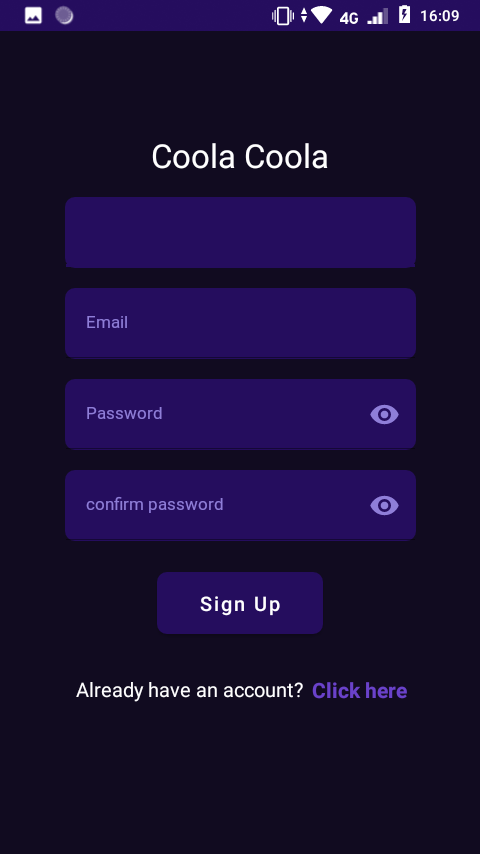 4G 16:09
Coola Coola
Email
Password
confirm password
Sign Up
Already have an account? Click here